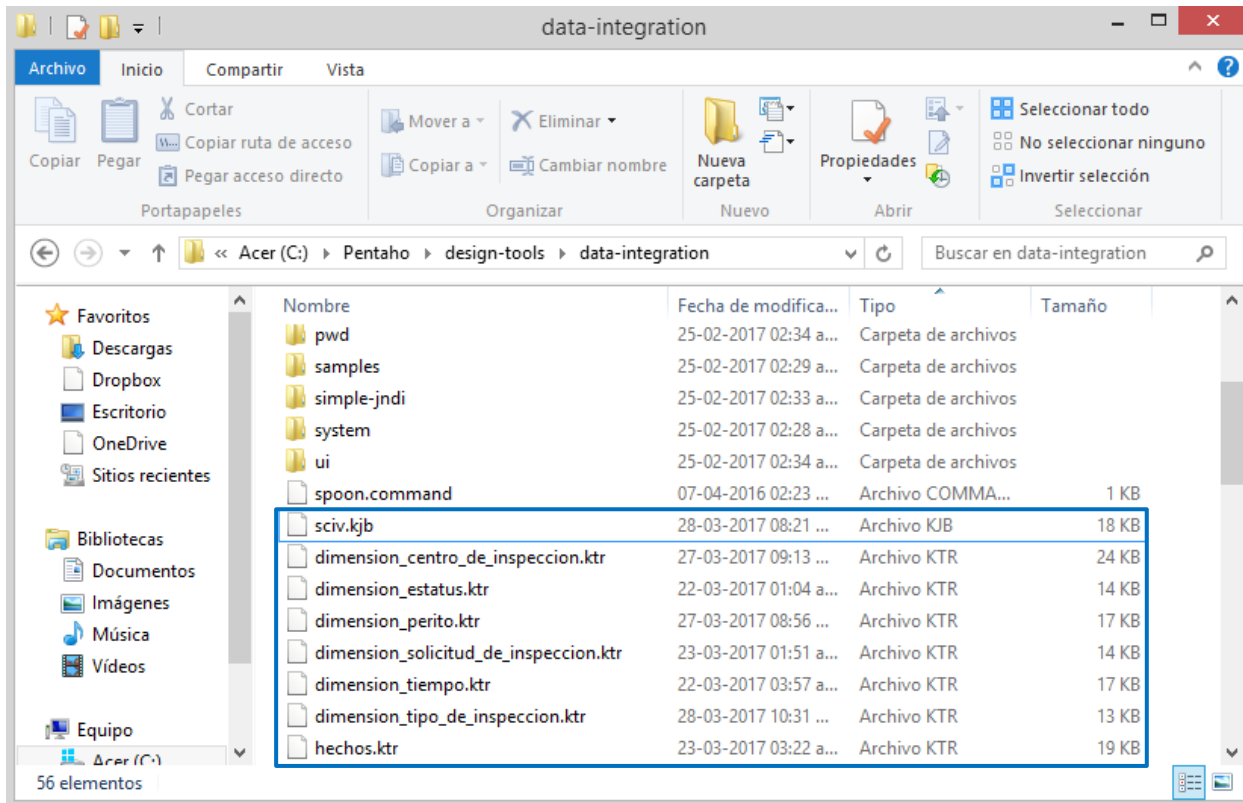 data-integration
Archivo Inicio Compartir Vista
Copiar
Pegar
Cortar
Copiar ruta de acceso
Pegar acceso directo
Portapapeles
Mover a
Copiar a
Eliminar
Cambiar nombre
Organizar
Nueva
carpeta
Nuevo
Propiedades
Abrir
Seleccionar todo
No seleccionar ninguno
Invertir selección
Seleccionar
« Acer (C:) Pentaho design-tools data-integration
Buscar en data-integration
Favoritos
Descargas
Dropbox
Escritorio
OneDrive
Sitios recientes
Bibliotecas
Documentos
Imágenes
Música
Vídeos
Equipo
Acer (C:)
Nombre Fecha de modifica... Tipo Tamaño
pwd 25-02-2017 02:34 a... Carpeta de archivos
samples 25-02-2017 02:29 a... Carpeta de archivos
simple-jndi 25-02-2017 02:33 a... Carpeta de archivos
system 25-02-2017 02:28 a... Carpeta de archivos
ui 25-02-2017 02:34 a... Carpeta de archivos
spoon.command 07-04-2016 02:23 ... Archivo COMMA... 1 KB
sciv.kjb 28-03-2017 08:21 ... Archivo KJB 18 KB
dimension_centro_de_inspeccion.ktr 27-03-2017 09:13 ... Archivo KTR 24 KB
dimension_estatus.ktr 22-03-2017 01:04 a... Archivo KTR 14 KB
dimension_perito.ktr 27-03-2017 08:56 ... Archivo KTR 17 KB
dimension_solicitud_de_inspeccion.ktr 23-03-2017 01:51 a... Archivo KTR 14 KB
dimension_tiempo.ktr 22-03-2017 03:57 a... Archivo KTR 17 KB
dimension_tipo_de_inspeccion.ktr 28-03-2017 10:31 ... Archivo KTR 13 KB
hechos.ktr 23-03-2017 03:22 a... Archivo KTR 19 KB
56 elementos